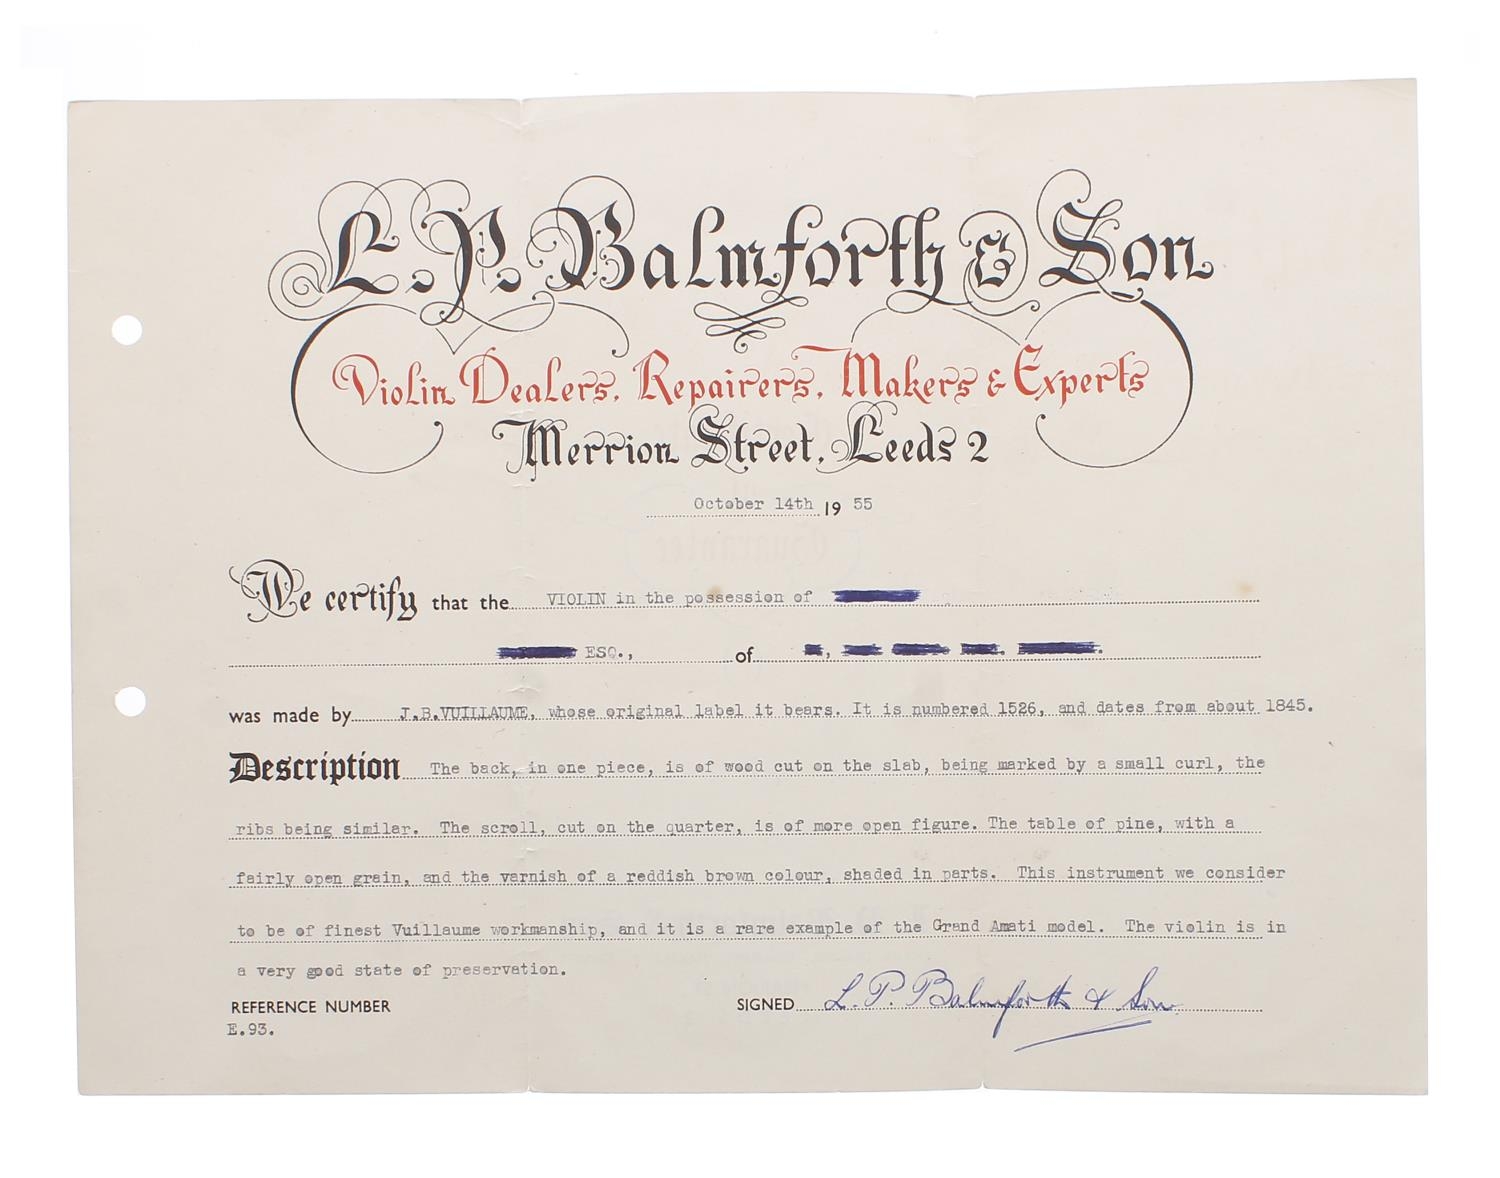 L. P. Balmforth & Son
Violin Dealers, Repairers, Makers & Experts
Merrion Street, Leeds 2
October 14th 19 55
We certify that the VIOLIN in the possession of
ESQ., of
was made by J.B.VUILLAUME, whose original label it bears. It is numbered 1526, and dates from about 1845.
Description The back, in one piece, is of wood cut on the slab, being marked by a small curl, the
ribs being similar. The scroll, cut on the quarter, is of more open figure. The table of pine, with a
fairly open grain, and the varnish of a reddish brown colour, shaded in parts. This instrument we consider
to be of finest Vuillaume workmanship, and it is a rare example of the Grand Amati model. The violin is in
a very good state of preservation.
REFERENCE NUMBER SIGNED L. P. Balmforth & Son.
E.93.